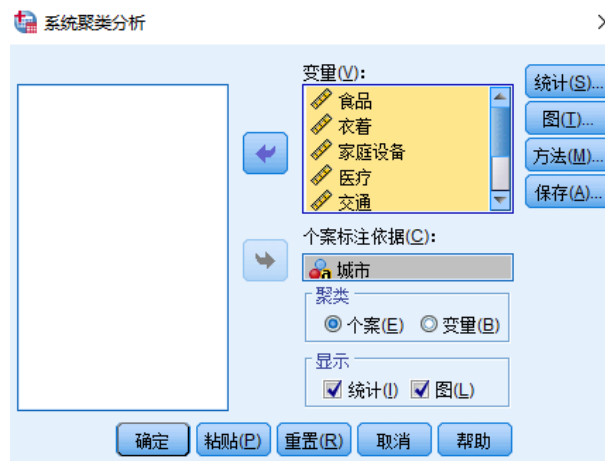 系统聚类分析
变量(V):
食品
衣着
家庭设备
医疗
交通
统计(S)...
图(T)...
方法(M)...
保存(A)...
个案标注依据(C):
城市
聚类
个案(E) 变量(B)
显示
统计(I) 图(L)
确定 粘贴(P) 重置(R) 取消 帮助